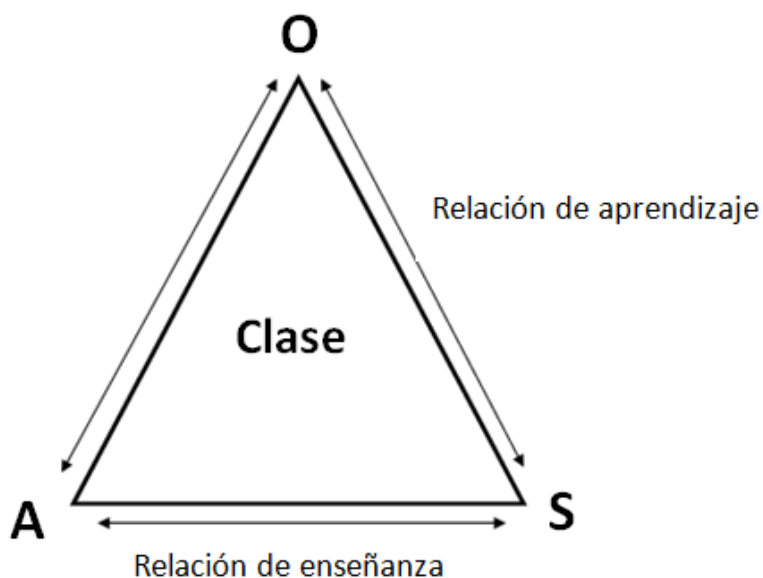 O
Relación de aprendizaje
Clase
A
S
Relación de enseñanza